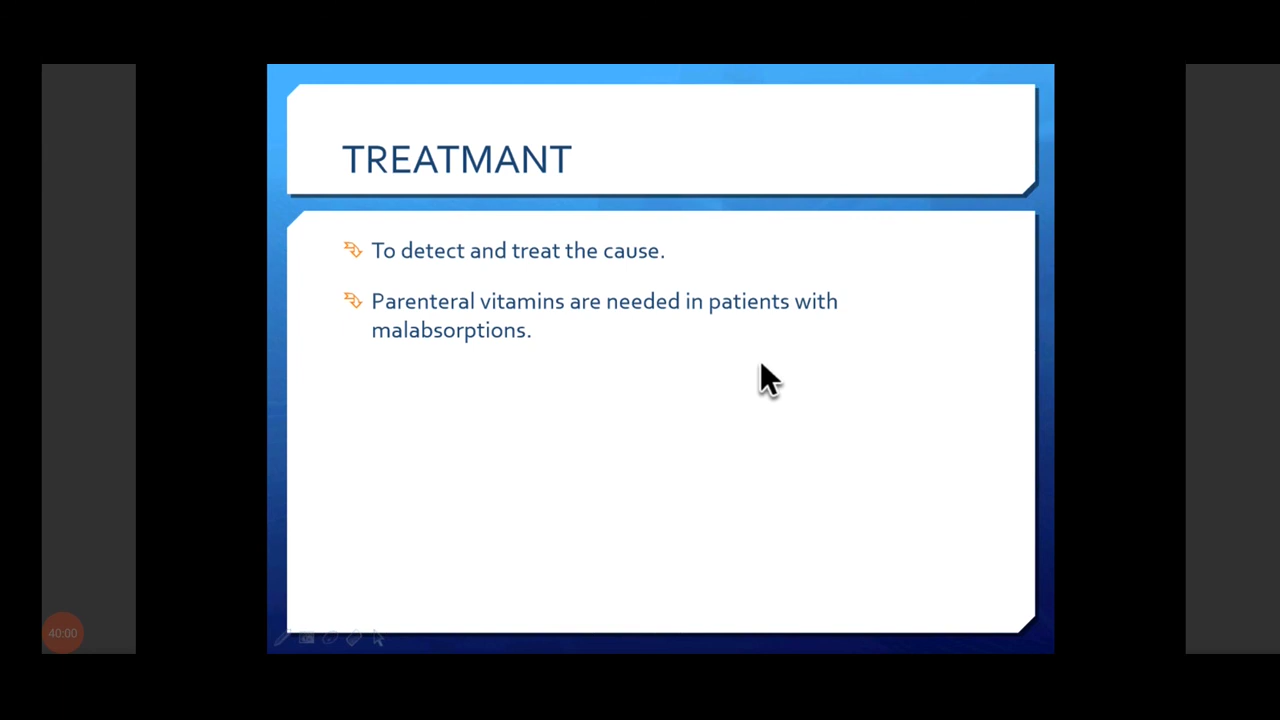 TREATMANT
To detect and treat the cause.
Parenteral vitamins are needed in patients with
malabsorptions.
40:00